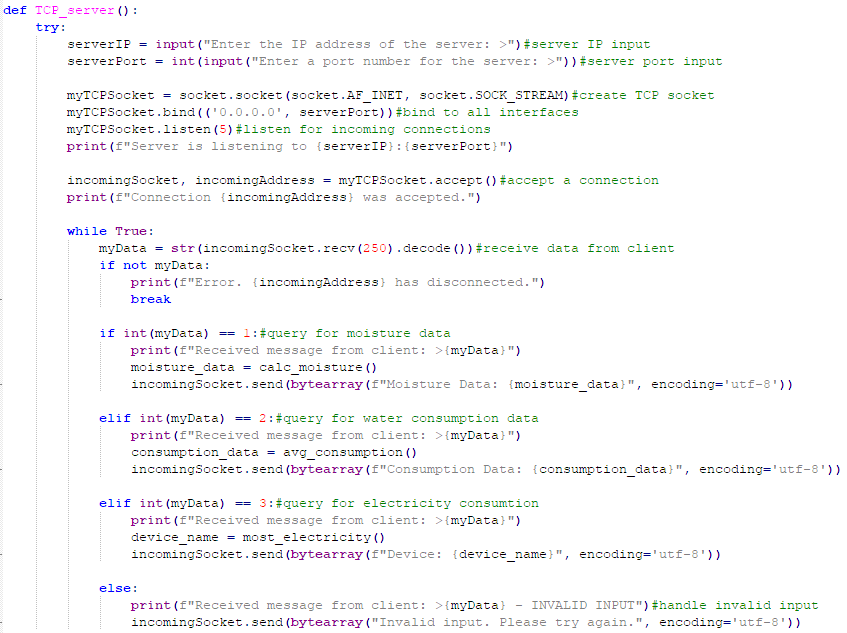 def TCP_server():
try:
serverIP = input("Enter the IP address of the server: >")#server IP input
serverPort = int(input("Enter a port number for the server: >"))#server port input
myTCPSocket = socket.socket(socket.AF_INET, socket.SOCK_STREAM)#create TCP socket
myTCPSocket.bind(('0.0.0.0', serverPort))#bind to all interfaces
myTCPSocket.listen(5)#listen for incoming connections
print(f"Server is listening to {serverIP}:{serverPort}")
incomingSocket, incomingAddress = myTCPSocket.accept()#accept a connection
print(f"Connection {incomingAddress} was accepted.")
while True:
myData = str(incomingSocket.recv(250).decode())#receive data from client
if not myData:
print(f"Error. {incomingAddress} has disconnected.")
break
if int(myData) == 1:#query for moisture data
print(f"Received message from client: >{myData}")
moisture_data = calc_moisture()
incomingSocket.send(bytearray(f"Moisture Data: {moisture_data}", encoding='utf-8'))
elif int(myData) == 2:#query for water consumption data
print(f"Received message from client: >{myData}")
consumption_data = avg_consumption()
incomingSocket.send(bytearray(f"Consumption Data: {consumption_data}", encoding='utf-8'))
elif int(myData) == 3:#query for electricity consumtion
print(f"Received message from client: >{myData}")
device_name = most_electricity()
incomingSocket.send(bytearray(f"Device: {device_name}", encoding='utf-8'))
else:
print(f"Received message from client: >{myData} - INVALID INPUT")#handle invalid input
incomingSocket.send(bytearray("Invalid input. Please try again.", encoding='utf-8'))